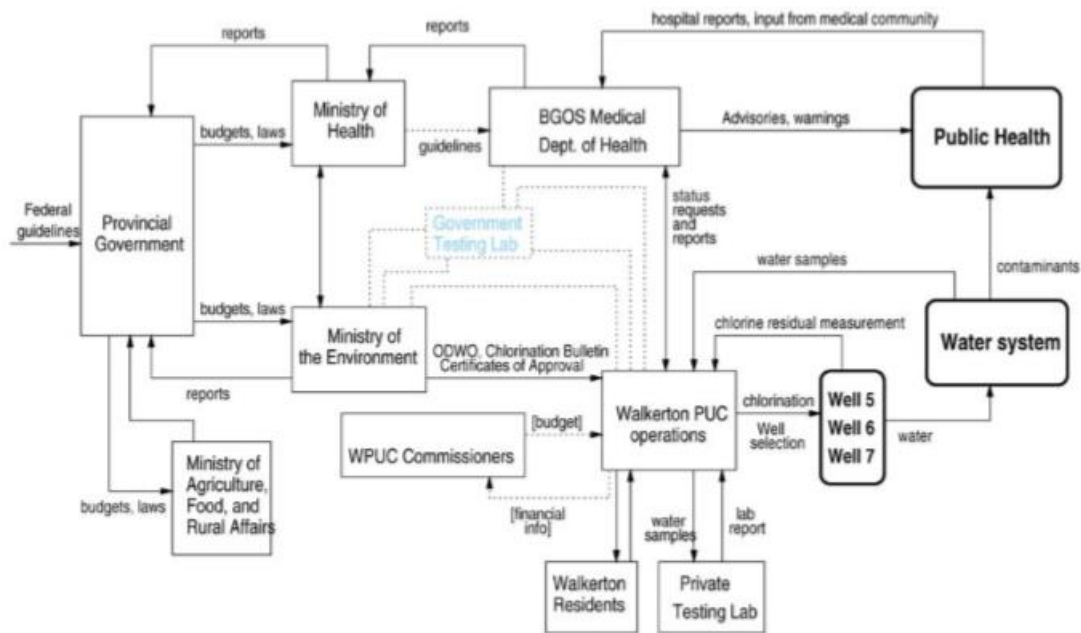 hospital reports, input from medical community
reports
reports
Ministry of
Health
BGOS Medical
Dept. of Health
Advisories, warnings
Public Health
budgets, laws
guidelines
Federal
guidelines
Provincial
Government
Government
Testing Lab
status
requests
and
reports
water samples
contaminants
budgets, laws
Ministry of
the Environment
chlorine residual measurement
Water system
ODWO, Chlorination Bulletin
Certificates of Approval
reports
Walkerton PUC
operations
chlorination
Well
selection
Well 5
Well 6
Well 7
water
[budget]
WPUC Commissioners
Ministry of
Agriculture,
Food, and
Rural Affairs
budgets, laws
[financial
info]
water
samples
lab
report
Walkerton
Residents
Private
Testing Lab